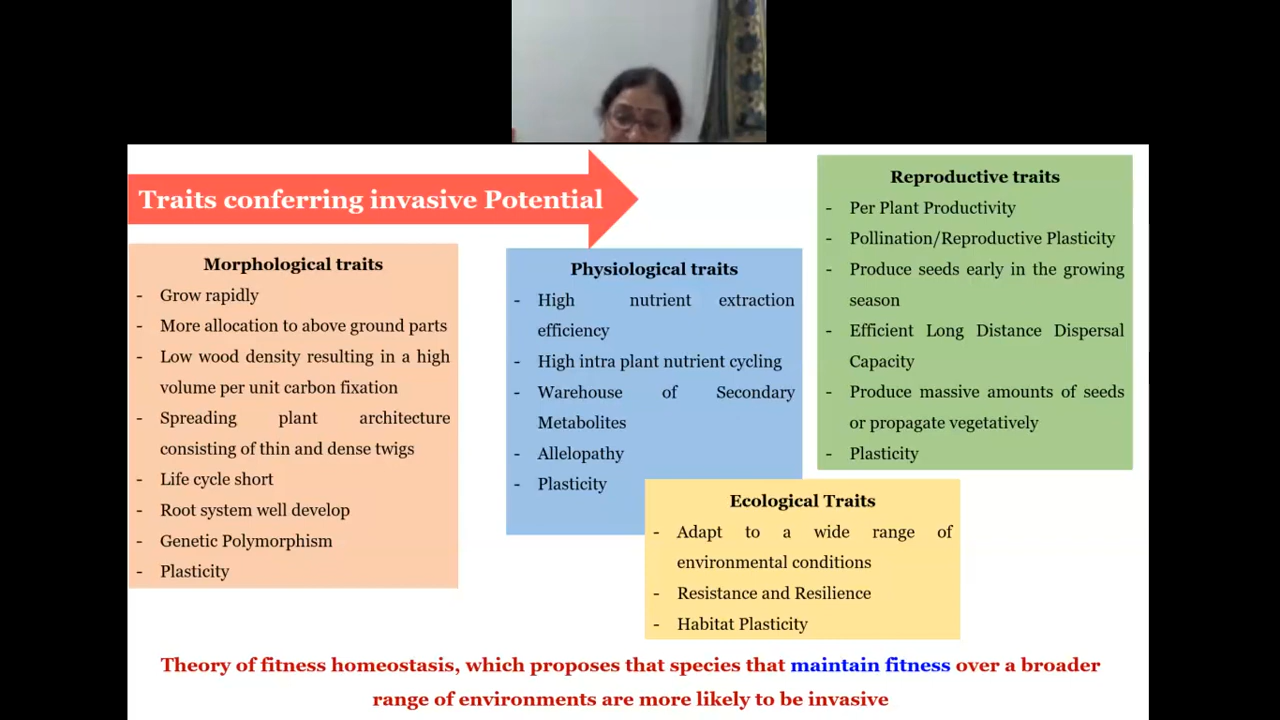 Traits conferring invasive Potential
Morphological traits
- Grow rapidly
- More allocation to above ground parts
- Low wood density resulting in a high
volume per unit carbon fixation
- Spreading plant architecture
consisting of thin and dense twigs
- Life cycle short
- Root system well develop
- Genetic Polymorphism
- Plasticity
Physiological traits
- High nutrient extraction
efficiency
- High intra plant nutrient cycling
- Warehouse of Secondary
Metabolites
- Allelopathy
- Plasticity
Reproductive traits
- Per Plant Productivity
- Pollination/Reproductive Plasticity
- Produce seeds early in the growing
season
- Efficient Long Distance Dispersal
Capacity
- Produce massive amounts of seeds
or propagate vegetatively
- Plasticity
Ecological Traits
- Adapt to a wide range of
environmental conditions
- Resistance and Resilience
- Habitat Plasticity
Theory of fitness homeostasis, which proposes that species that maintain fitness over a broader
range of environments are more likely to be invasive